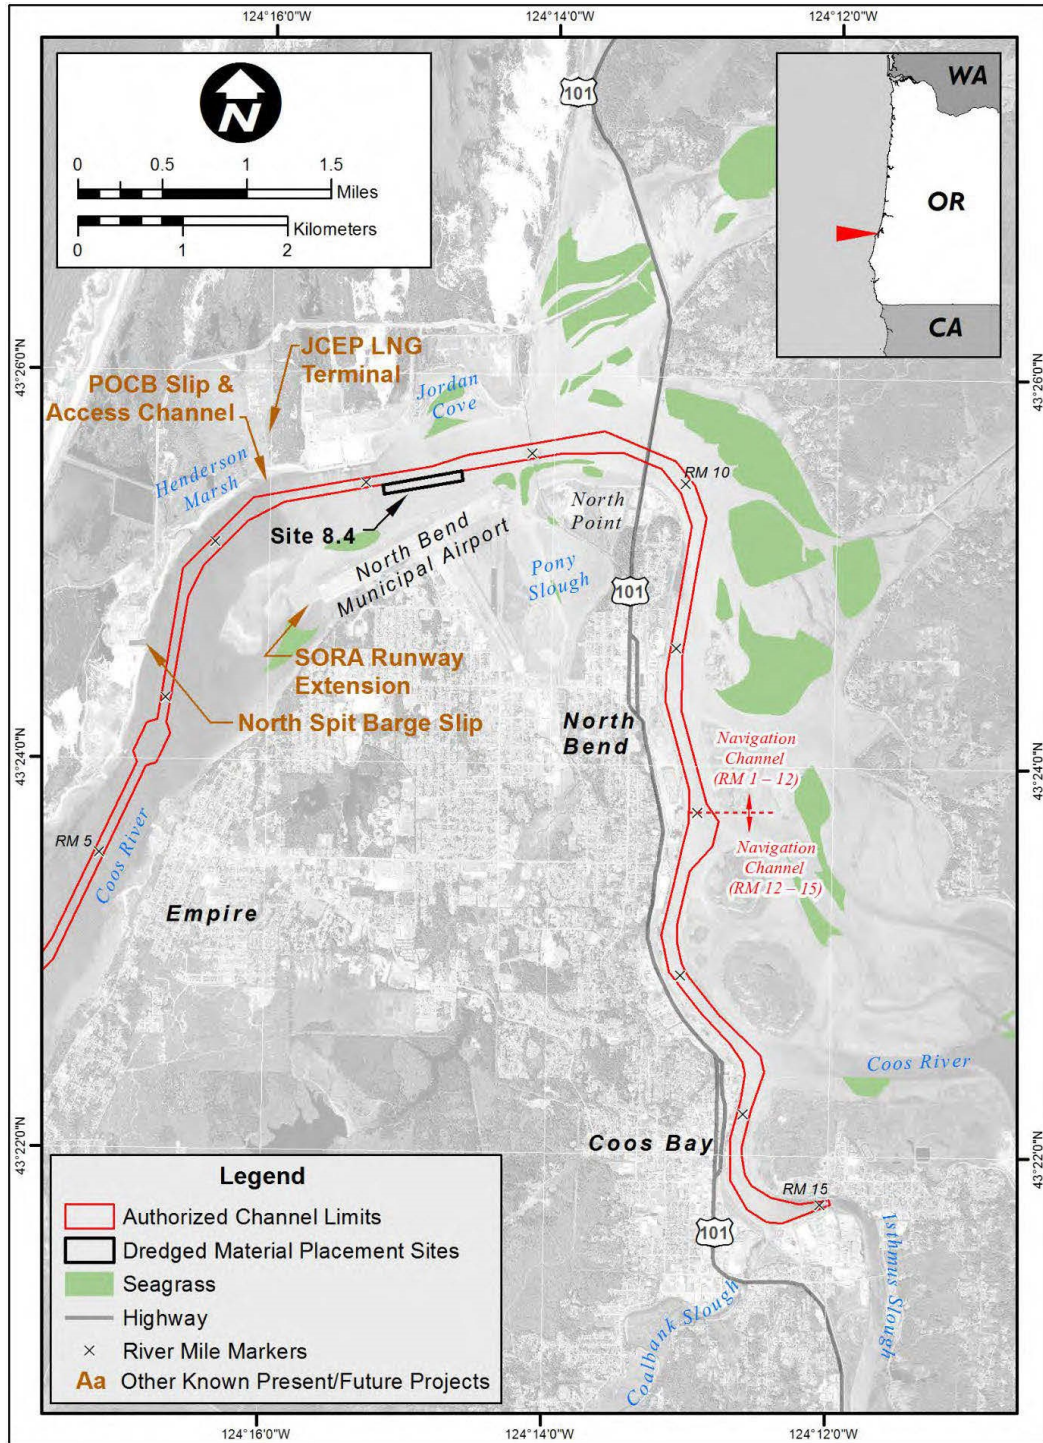 124°16'0"W
124°14'0"W
124°12'0"W
N
0
0.5
1
1.5
Miles
0
1
2
Kilometers
101
WA
OR
CA
43°26'0"N
43°26'0"N
JCEP LNG
Terminal
POCB Slip &
Access Channel
Jordan
Cove
Henderson
Marsh
RM 10
North
Point
Site 8.4
North Bend
Municipal Airport
Pony
Slough
101
SORA Runway
Extension
North Spit Barge Slip
North
Bend
Navigation
Channel
(RM 1 – 12)
43°24'0"N
43°24'0"N
Navigation
Channel
(RM 12 – 15)
RM 5
Coos River
Empire
Coos River
Coos Bay
43°22'0"N
43°22'0"N
RM 15
101
Isthmus Slough
Coalbank Slough
Legend
Authorized Channel Limits
Dredged Material Placement Sites
Seagrass
Highway
River Mile Markers
Aa Other Known Present/Future Projects
124°16'0"W
124°14'0"W
124°12'0"W